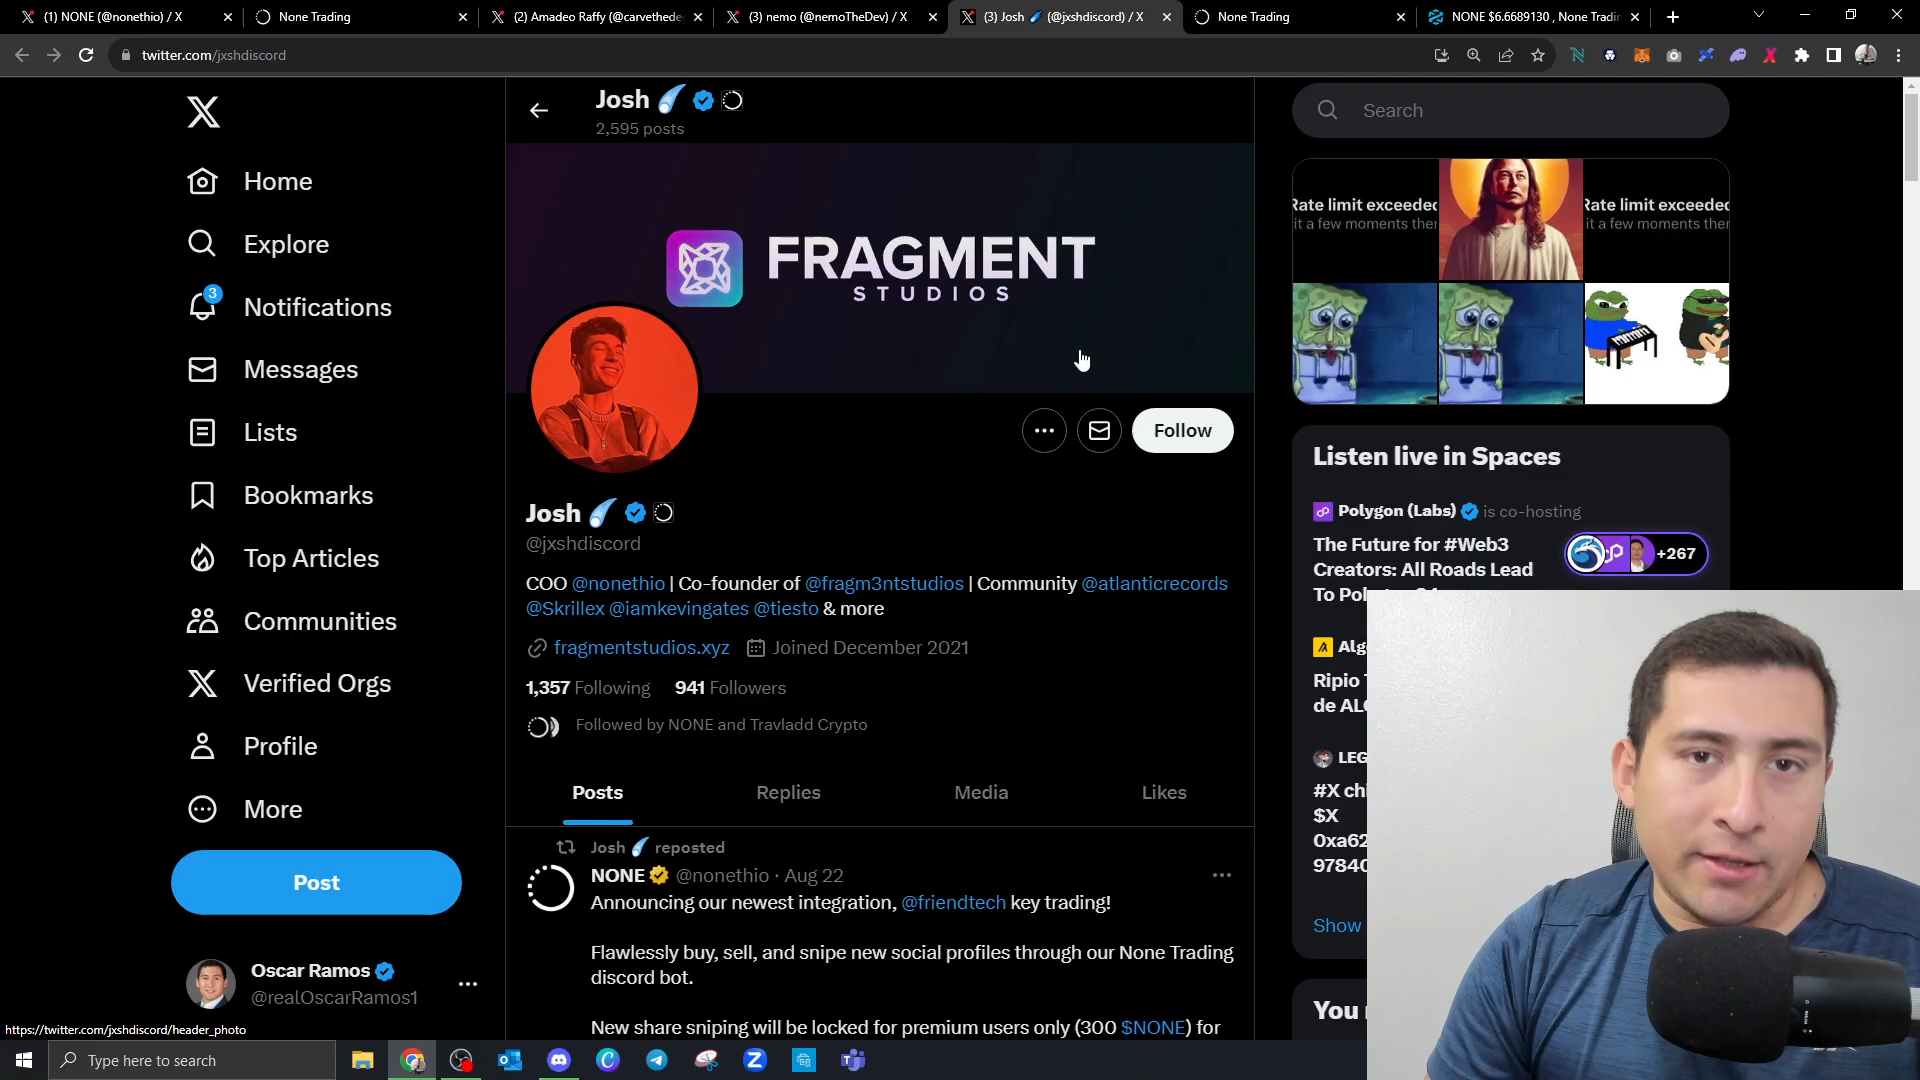 (1) NONE (@nonethio) / X
None Trading
(2) Amadeo Raffy (@carvethede
(3) nemo (@nemoTheDev) / X
(3) Josh (@jxshdiscord) / X
None Trading
NONE $6.6689130 , None Tradin
twitter.com/jxshdiscord
Josh
2,595 posts
Search
Home
Explore
3
Notifications
Messages
Lists
Bookmarks
Top Articles
Communities
Verified Orgs
Profile
More
Post
Oscar Ramos
@realOscarRamos1
FRAGMENT
STUDIOS
Follow
Josh
@jxshdiscord
COO @nonethio | Co-founder of @fragm3ntstudios | Community @atlanticrecords
@Skrillex @iamkevingates @tiesto & more
fragmentstudios.xyz Joined December 2021
1,357 Following 941 Followers
Followed by NONE and Travladd Crypto
Posts Replies Media Likes
Josh reposted
NONE @nonethio · Aug 22
Announcing our newest integration, @friendtech key trading!
Flawlessly buy, sell, and snipe new social profiles through our None Trading
discord bot.
New share sniping will be locked for premium users only (300 $NONE) for
Rate limit exceeded
it a few moments ther
Rate limit exceeded
it a few moments ther
Listen live in Spaces
Polygon (Labs) is co-hosting
The Future for #Web3
Creators: All Roads Lead
To Pol
+267
Alg
Ripio
de AL
LEG
#X chi
$X
0xa62
9784
Show
You
https://twitter.com/jxshdiscord/header_photo
Type here to search